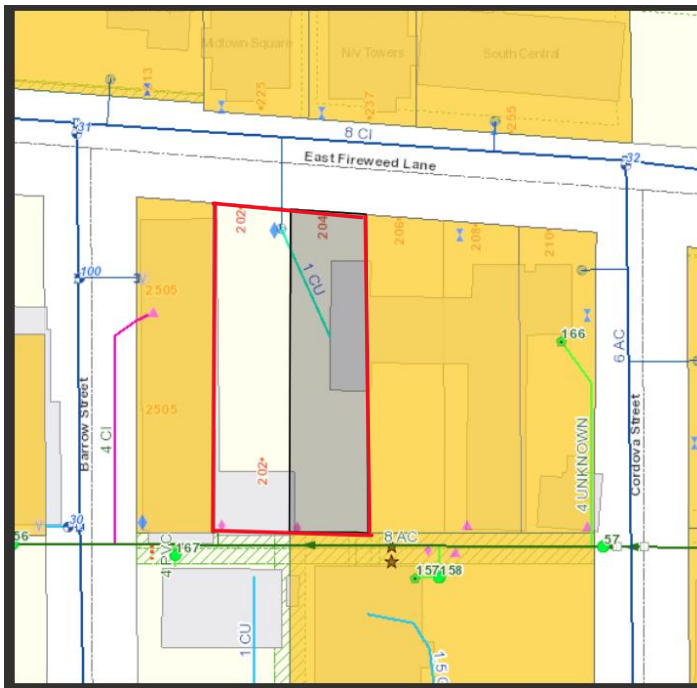 Midtown Square
N/v Towers
South Central
213
225
237
255
31
8 CI
East Fireweed Lane
32
202
204
206
208
210
100
1 CU
2505
166
6 AC
Barrow Street
4 CI
2505
4 UNKNOWN
Cordova Street
202
30
56
8 AC
57
167
4 PVC
157
158
1 CU
1.5 C